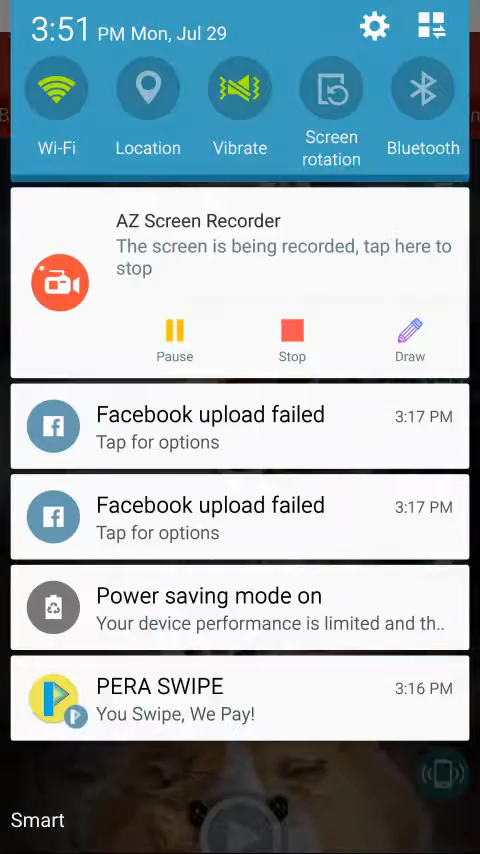 3:51 PM Mon, Jul 29
Wi-Fi
Location
Vibrate
Screen
rotation
Bluetooth
AZ Screen Recorder
The screen is being recorded, tap here to
stop
Pause
Stop
Draw
Facebook upload failed
3:17 PM
Tap for options
Facebook upload failed
3:17 PM
Tap for options
Power saving mode on
Your device performance is limited and th..
PERA SWIPE
3:16 PM
You Swipe, We Pay!
Smart